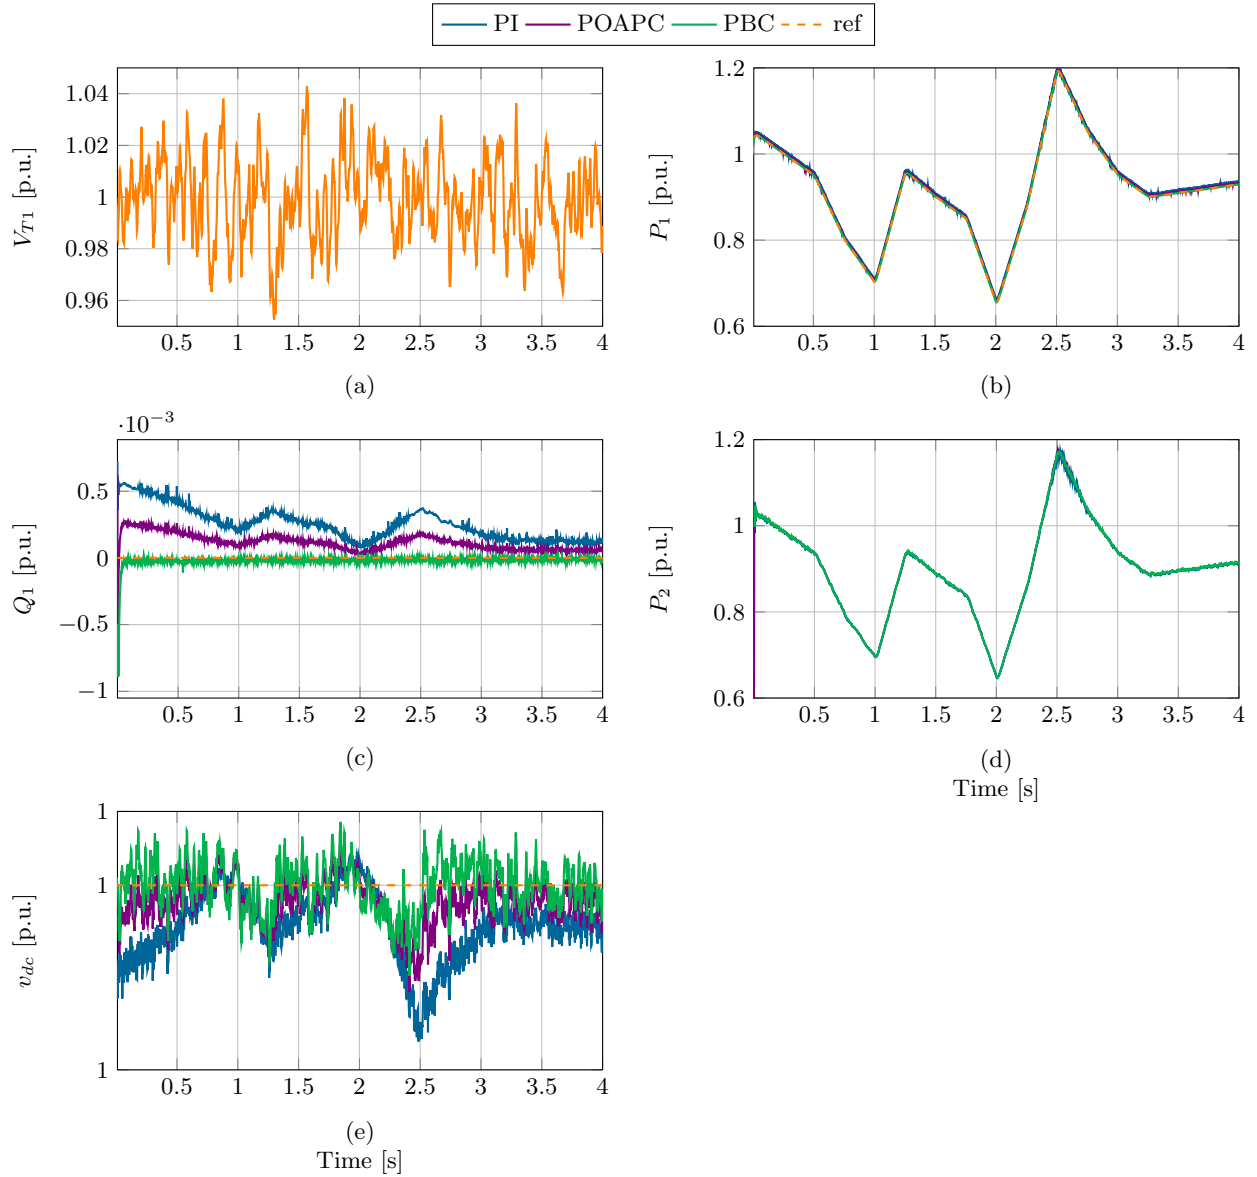 PI POAPC PBC ref
1.04
1.02
1
0.98
0.96
V_{T1} [p.u.]
0.5 1 1.5 2 2.5 3 3.5 4
(a)
1.2
1
0.8
0.6
P_1 [p.u.]
0.5 1 1.5 2 2.5 3 3.5 4
(b)
·10^{−3}
0.5
0
−0.5
−1
Q_1 [p.u.]
0.5 1 1.5 2 2.5 3 3.5 4
(c)
1.2
1
0.8
0.6
P_2 [p.u.]
0.5 1 1.5 2 2.5 3 3.5 4
(d)
Time [s]
1
1
1
v_{dc} [p.u.]
0.5 1 1.5 2 2.5 3 3.5 4
(e)
Time [s]